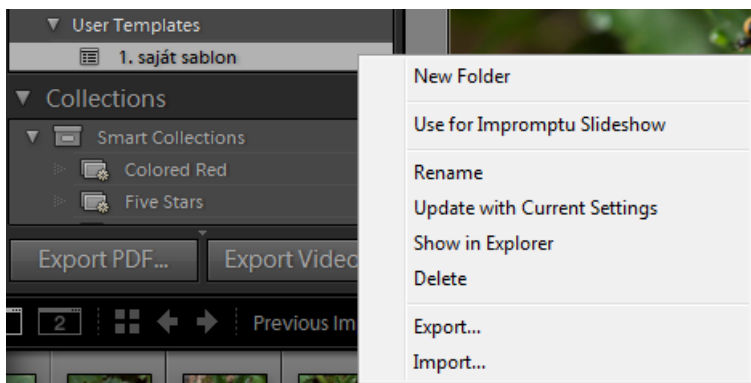 User Templates
1. saját sablon
Collections
Smart Collections
Colored Red
Five Stars
Export PDF...
Export Video
2
Previous Im
New Folder
Use for Impromptu Slideshow
Rename
Update with Current Settings
Show in Explorer
Delete
Export...
Import...